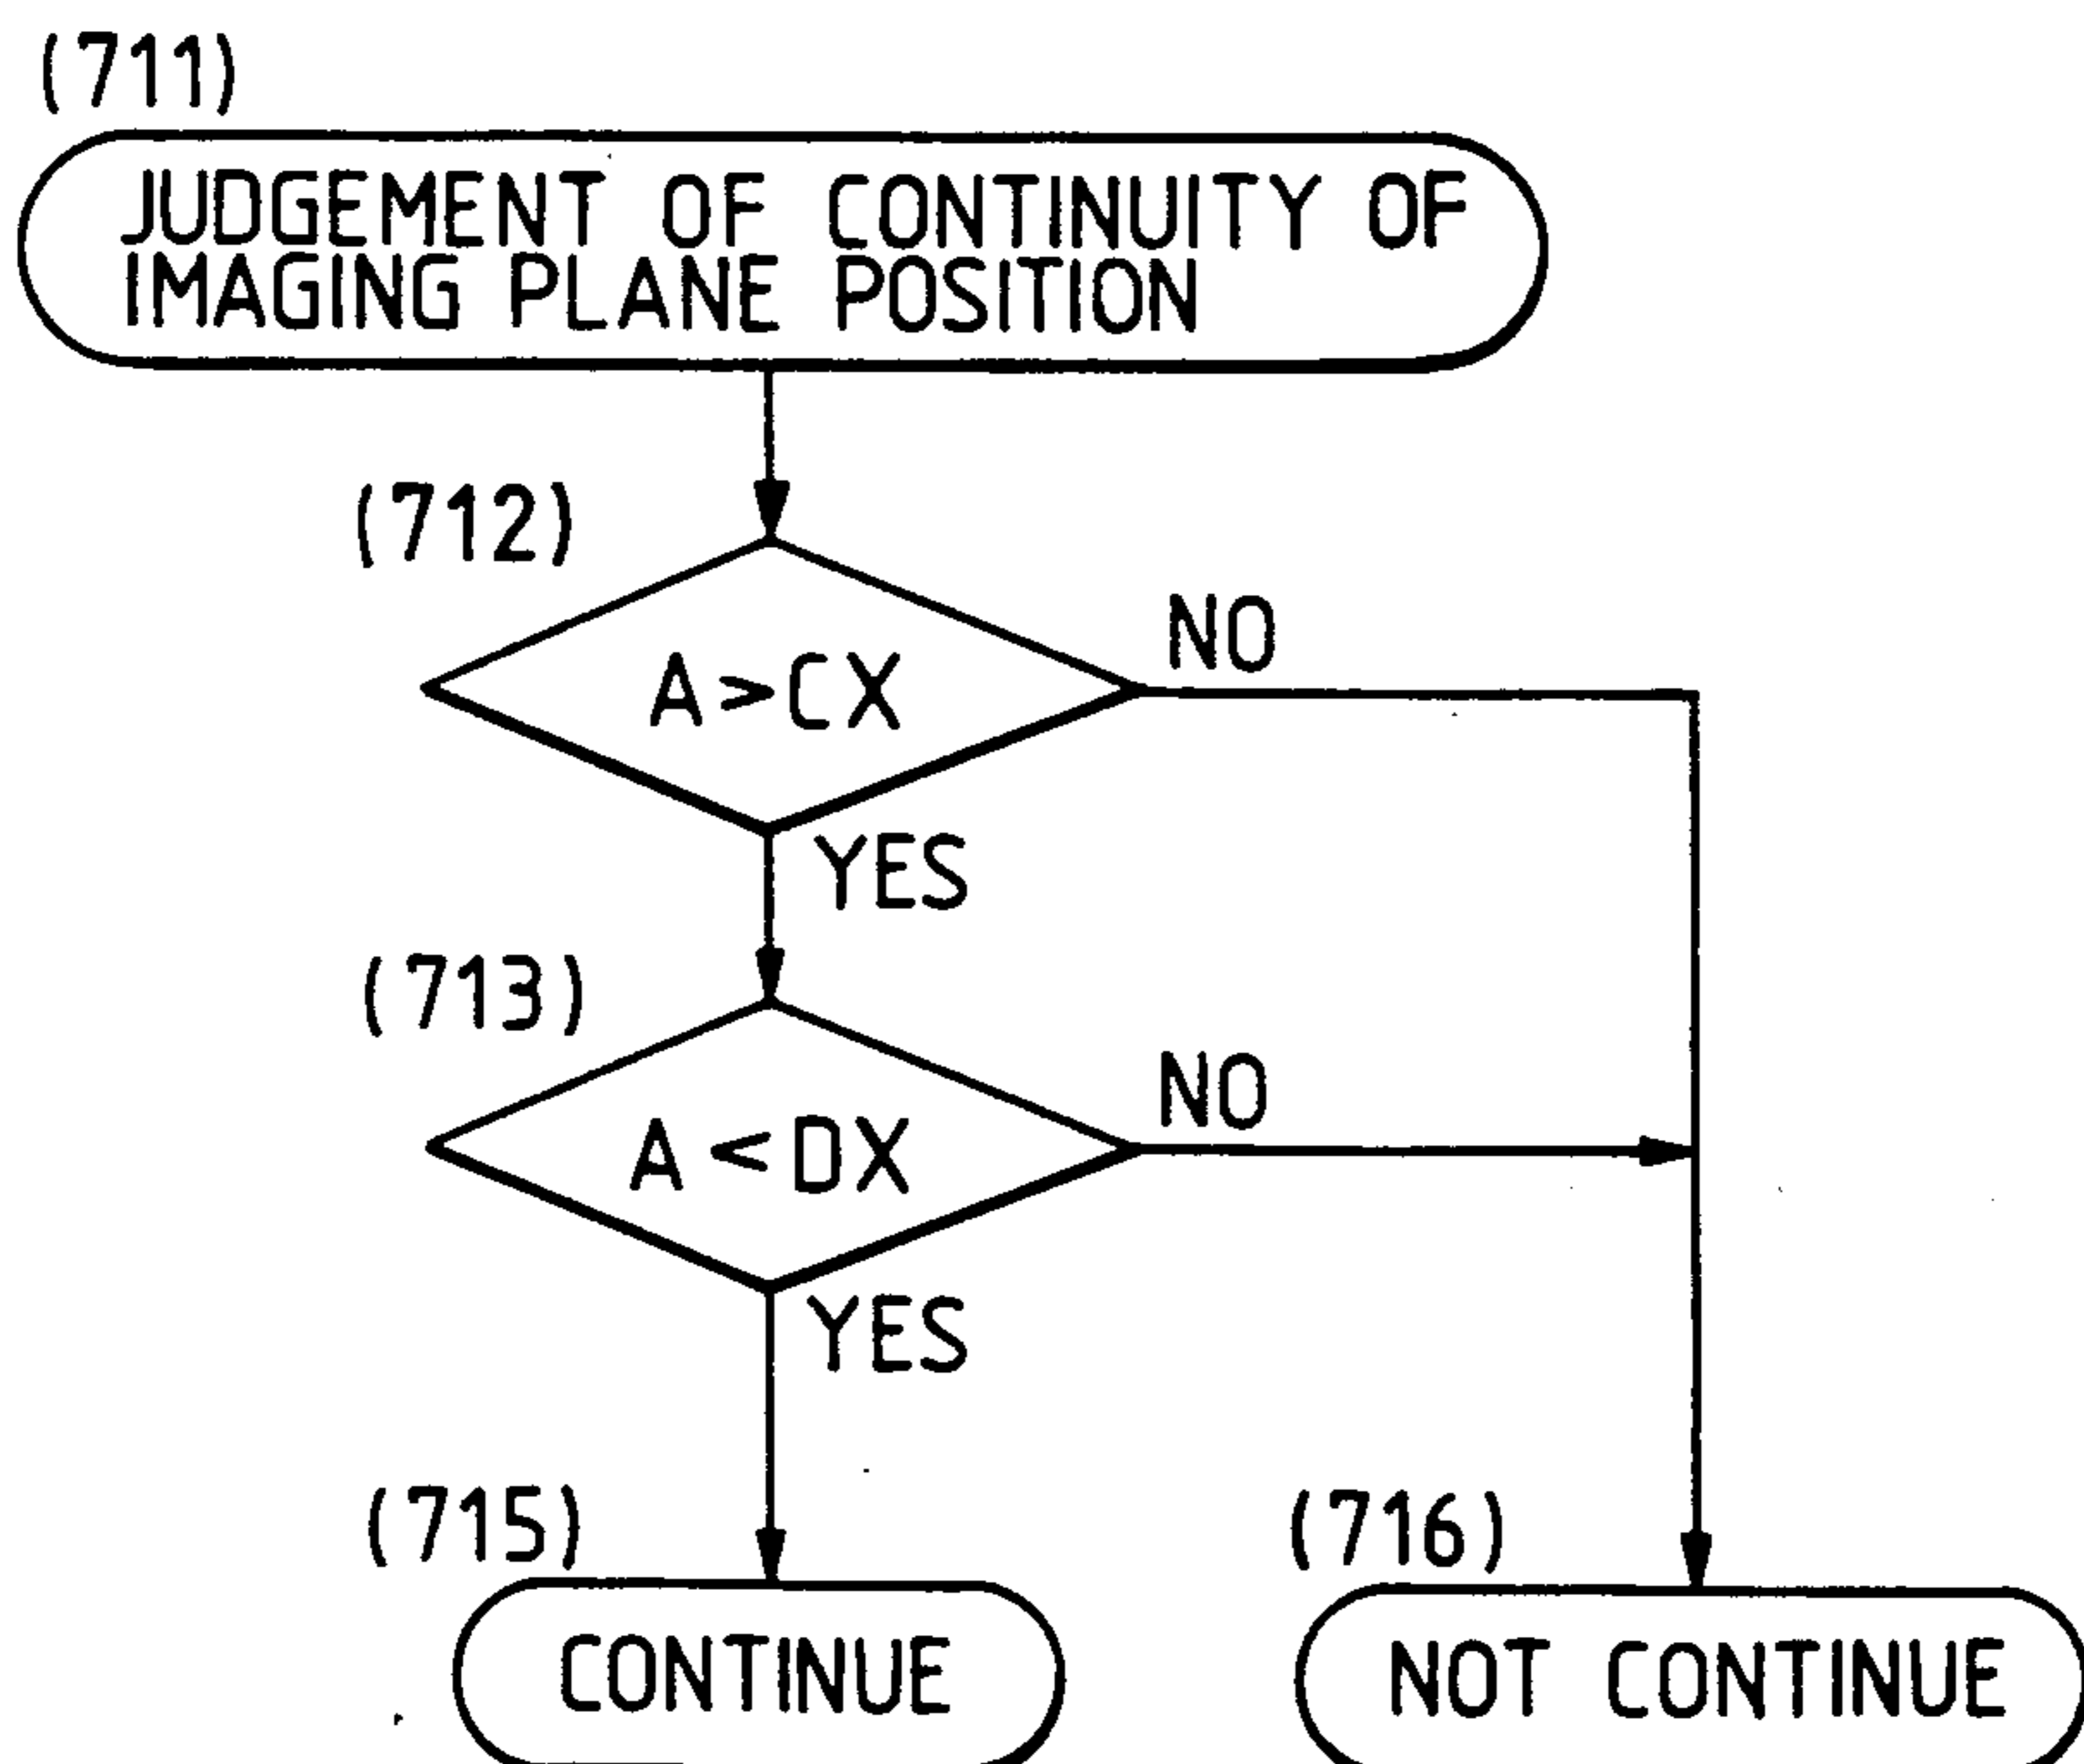 (711)
JUDGEMENT OF CONTINUITY OF
IMAGING PLANE POSITION
(712)
A>CX
NO
YES
(713)
A<DX
NO
YES
(715)
CONTINUE
(716)
NOT CONTINUE